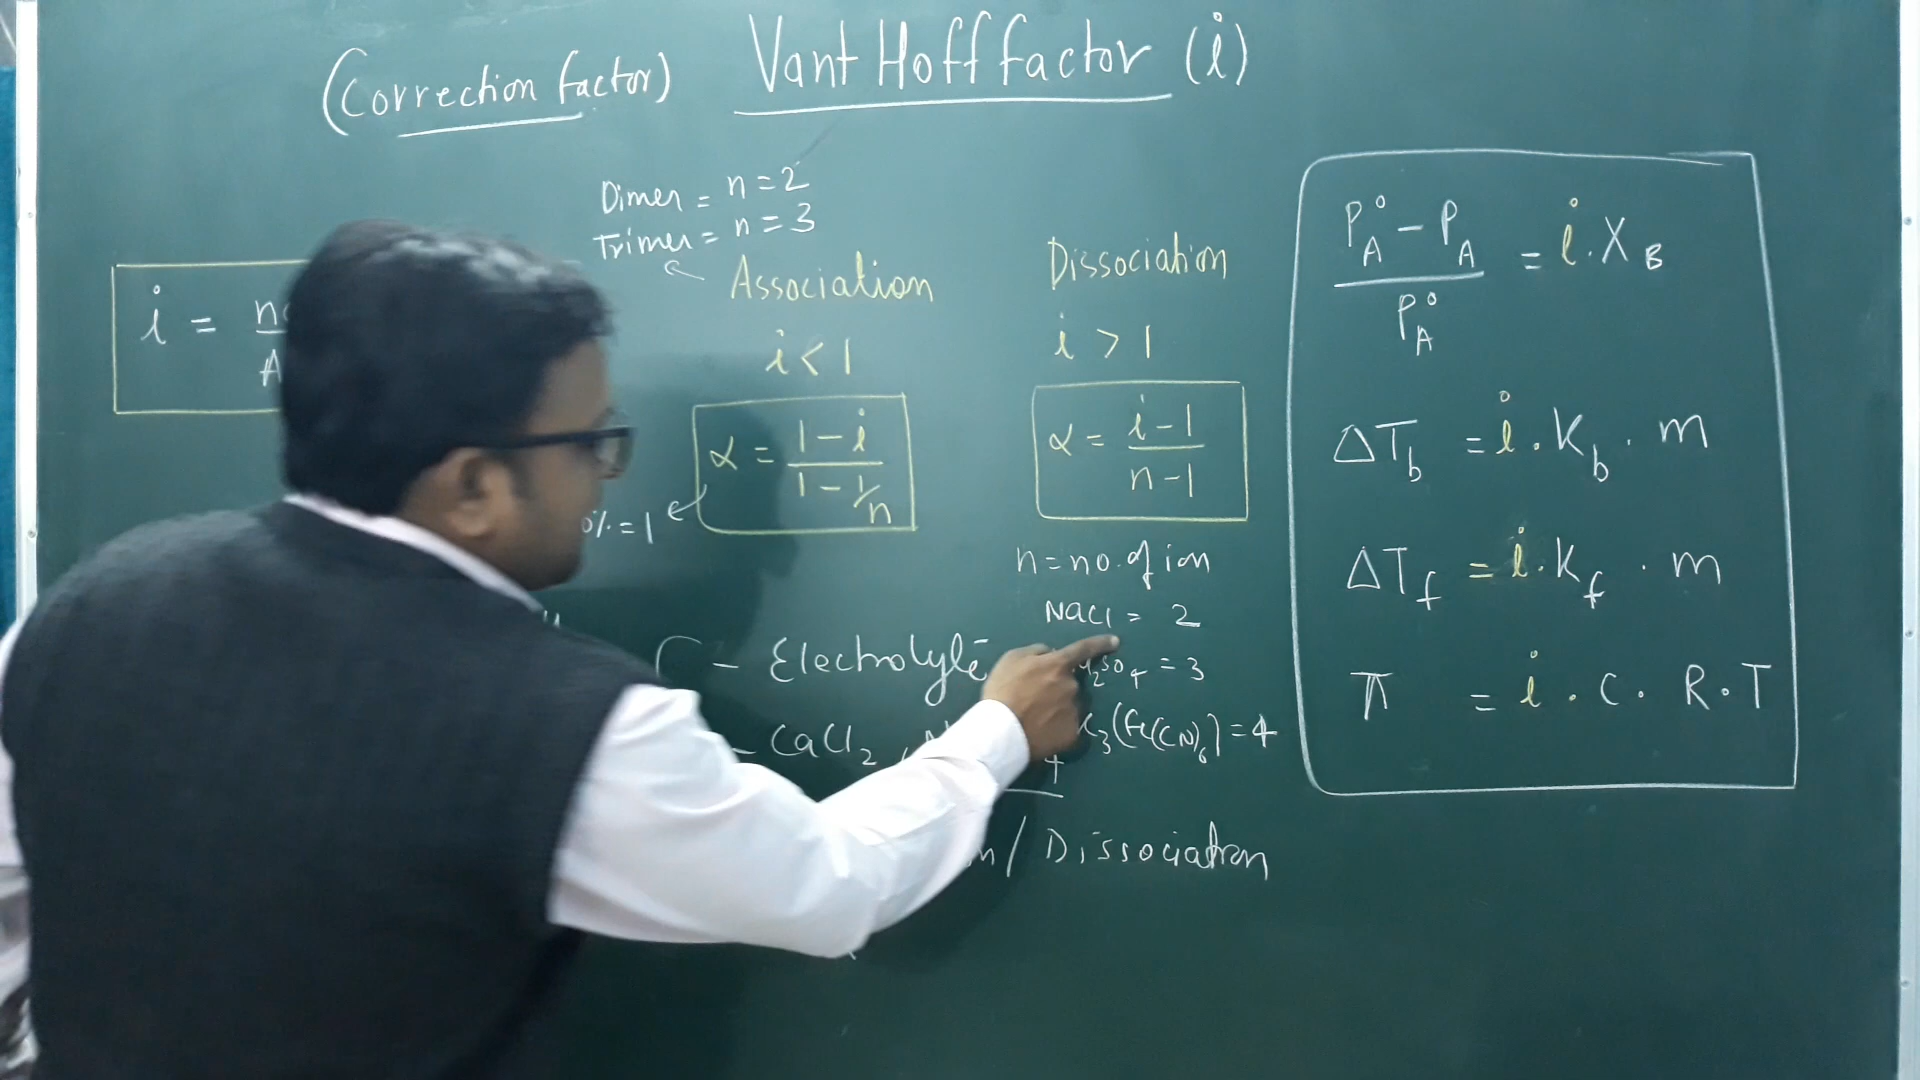 (Correction factor) Vant Hoff factor (i)
Dimer = n = 2
Trimer = n = 3
Association
i < 1
α = (1 - i) / (1 - 1/n)
% = 1
Dissociation
i > 1
α = (i - 1) / (n - 1)
n = no. of ion
NaCl = 2
= 3
K3(Fe(CN)6) = 4
i =
- Electrolyte
- CaCl2 ,
/ Dissociation
(P°A - PA) / P°A = i . XB
ΔTb = i . Kb . m
ΔTf = i . Kf . m
π = i . C . R . T